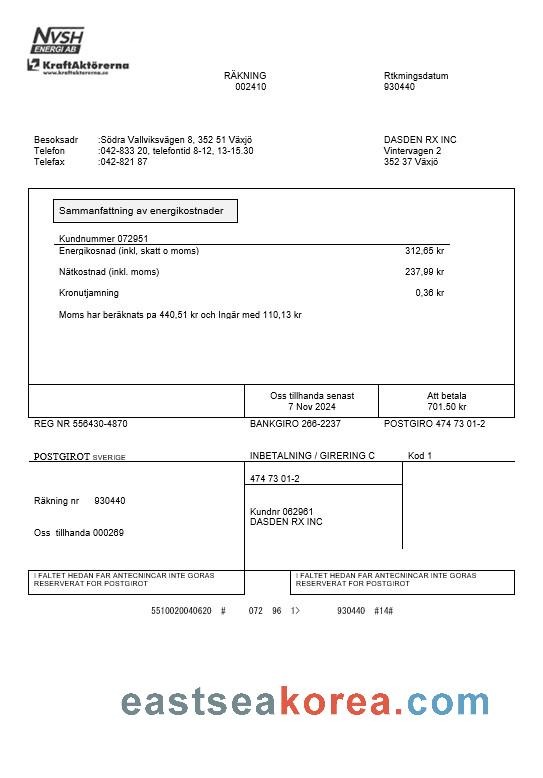 NVSH
ENERGI AB
KraftAktörerna
www.kraftaktorerna.se
RÄKNING
002410
Rtkmingsdatum
930440
Besoksadr :Södra Vallviksvägen 8, 352 51 Växjö
Telefon :042-833 20, telefontid 8-12, 13-15.30
Telefax :042-821 87
DASDEN RX INC
Vintervagen 2
352 37 Växjö
Sammanfattning av energikostnader
Kundnummer 072951
Energikosnad (inkl, skatt o moms) 312,65 kr
Nätkostnad (inkl. moms) 237,99 kr
Kronutjamning 0,36 kr
Moms har beräknats pa 440,51 kr och Ingär med 110,13 kr
Oss tillhanda senast
7 Nov 2024
Att betala
701.50 kr
REG NR 556430-4870 BANKGIRO 266-2237 POSTGIRO 474 73 01-2
POSTGIROT SVERIGE INBETALNING / GIRERING C Kod 1
474 73 01-2
Räkning nr 930440
Kundnr 062961
DASDEN RX INC
Oss tillhanda 000269
I FALTET HEDAN FAR ANTECNINCAR INTE GORAS
RESERVERAT FOR POSTGIROT
I FALTET HEDAN FAR ANTECNINCAR INTE GORAS
RESERVERAT FOR POSTGIROT
5510020040620 # 072 96 1> 930440 #14#
eastseakorea.com